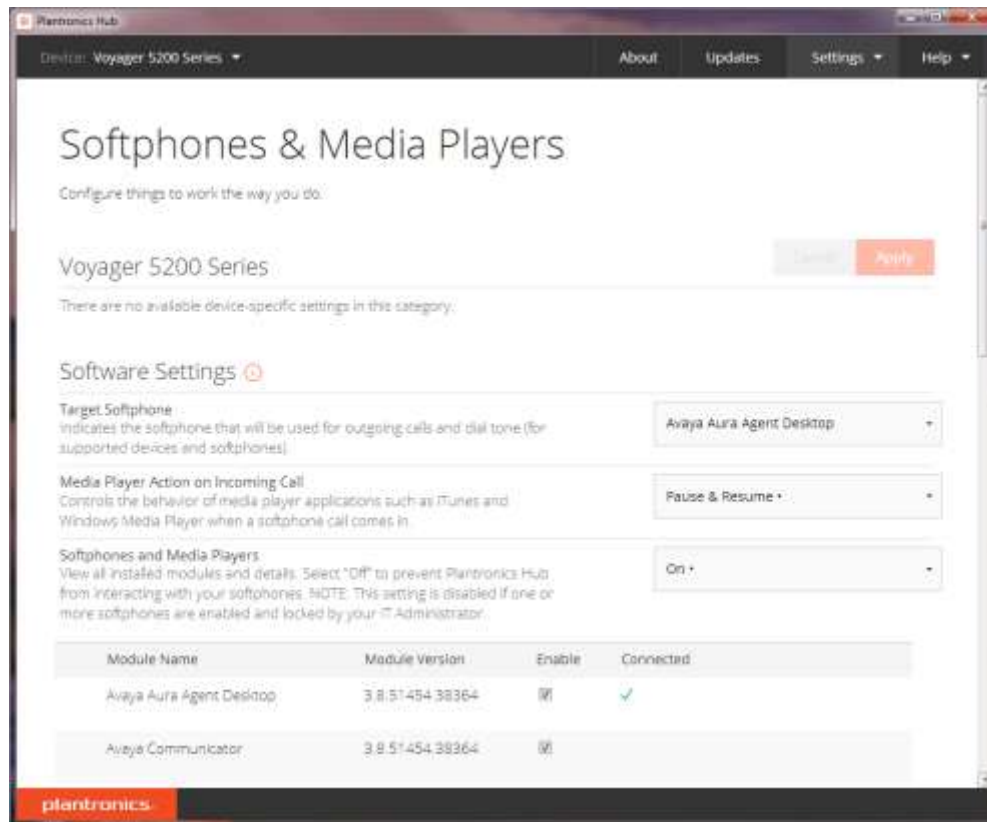 Plantronics Hub
Device: Voyager 5200 Series
About Updates Settings Help
Softphones & Media Players
Configure things to work the way you do.
Voyager 5200 Series
Apply
There are no available device-specific settings in this category.
Software Settings
Target Softphone
Indicates the softphone that will be used for outgoing calls and dial tone (for
supported devices and softphones).
Avaya Aura Agent Desktop
Media Player Action on Incoming Call
Controls the behavior of media player applications such as iTunes and
Windows Media Player when a softphone call comes in.
Pause & Resume •
Softphones and Media Players
View all installed modules and details. Select "Off" to prevent Plantronics Hub
from interacting with your softphones. NOTE: This setting is disabled if one or
more softphones are enabled and locked by your IT Administrator.
On •
Module Name Module Version Enable Connected
Avaya Aura Agent Desktop 3.8.51454.38364
Avaya Communicator 3.8.51454.38364
plantronics.